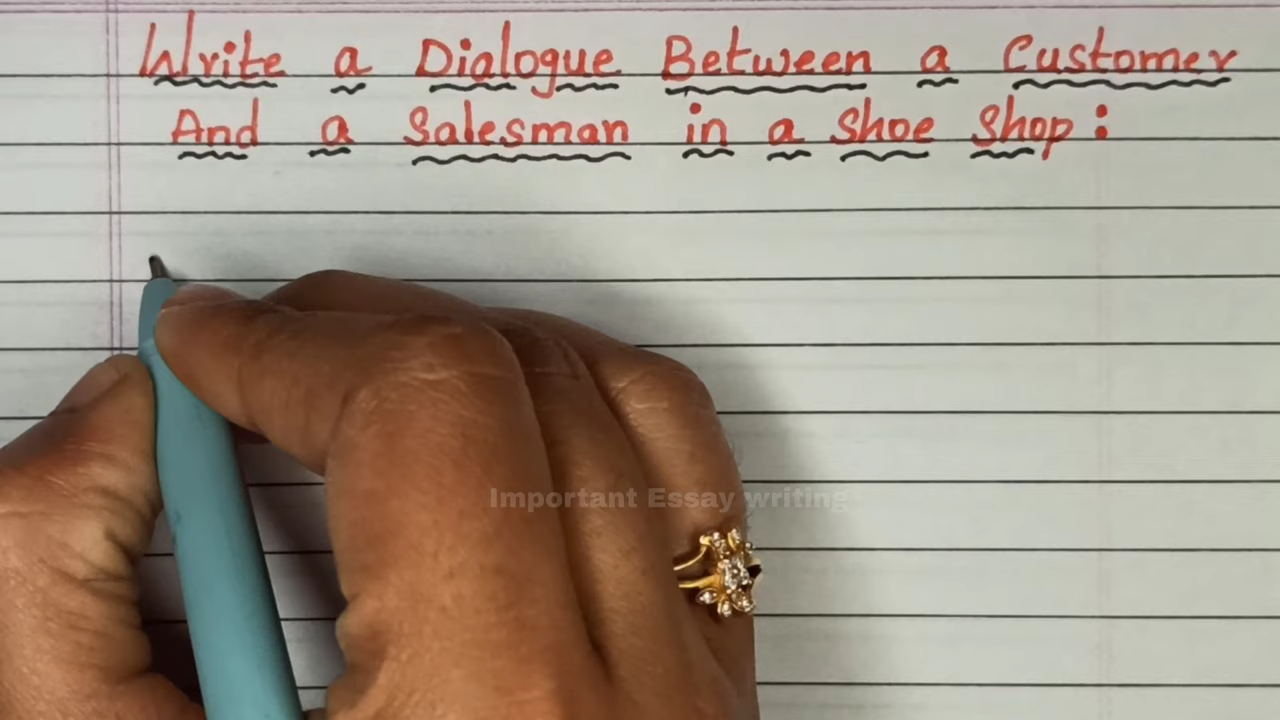 Write a Dialogue Between a Customer
And a Salesman in a Shoe Shop:
Important Essay writing